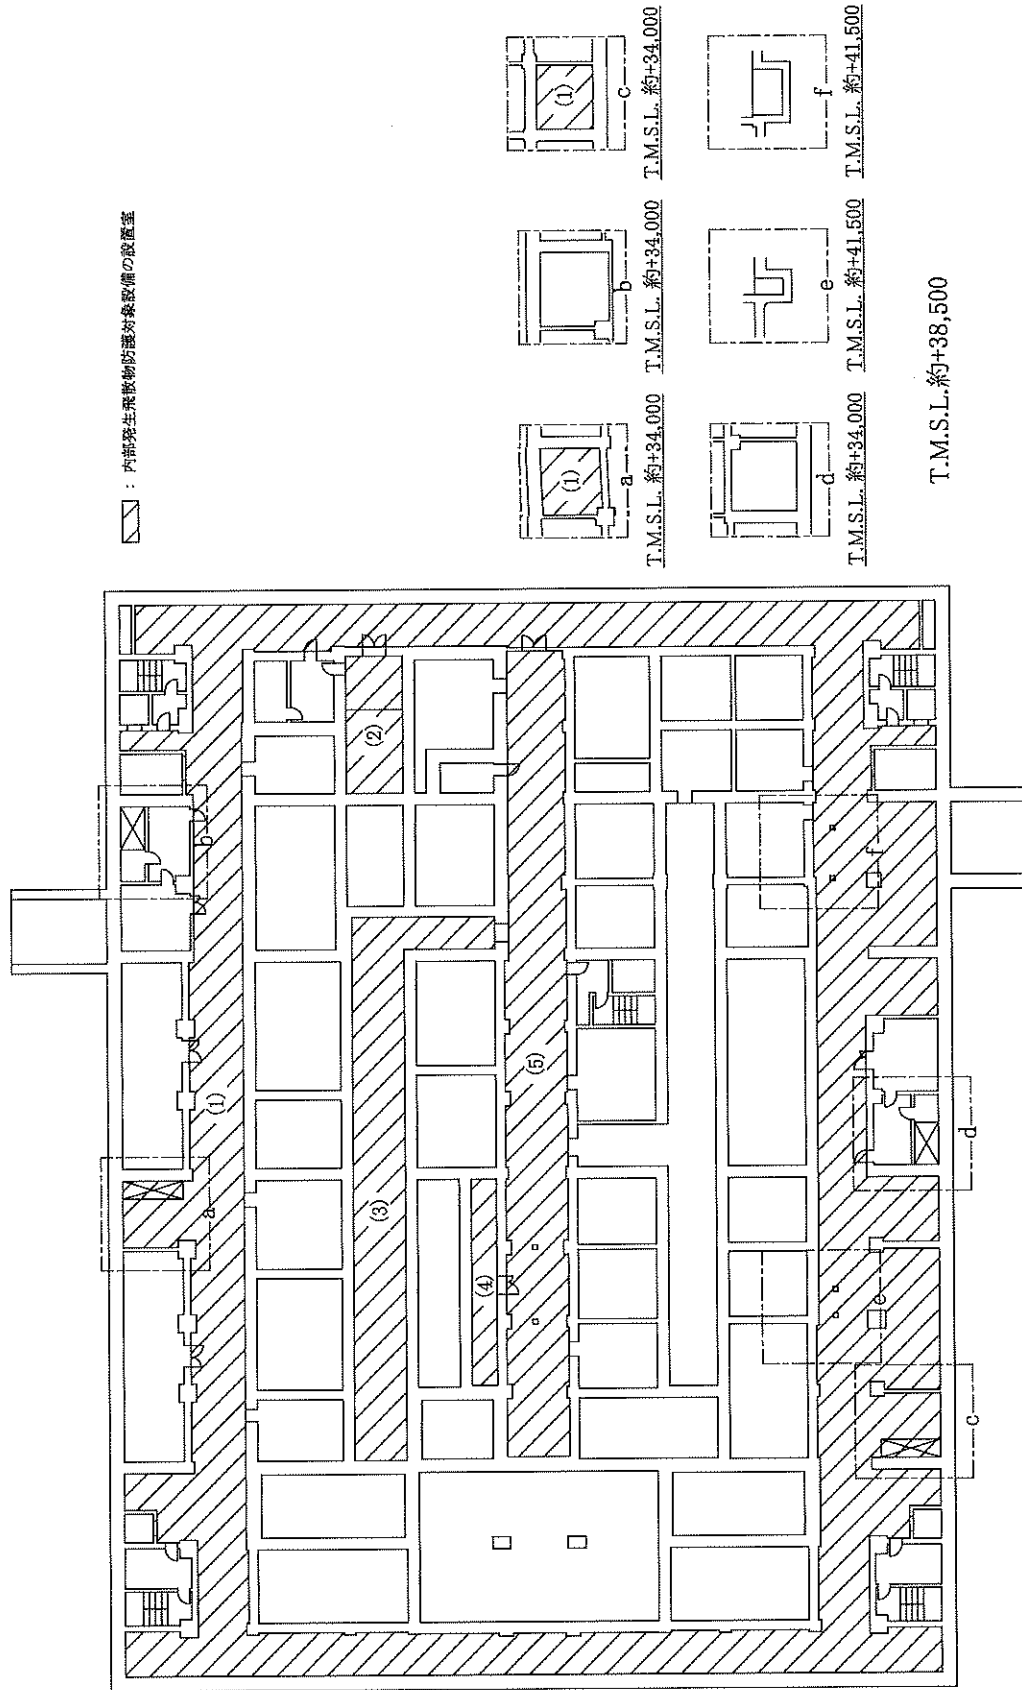 : 内部発生飛散物防護対象設備の設置室
(1)
a
T.M.S.L. 約+34,000
b
T.M.S.L. 約+34,000
(1)
c
T.M.S.L. 約+34,000
d
T.M.S.L. 約+34,000
e
T.M.S.L. 約+41,500
f
T.M.S.L. 約+41,500
T.M.S.L.約+38,500
a
(1)
b
(2)
(3)
(4)
(5)
c
e
d
f